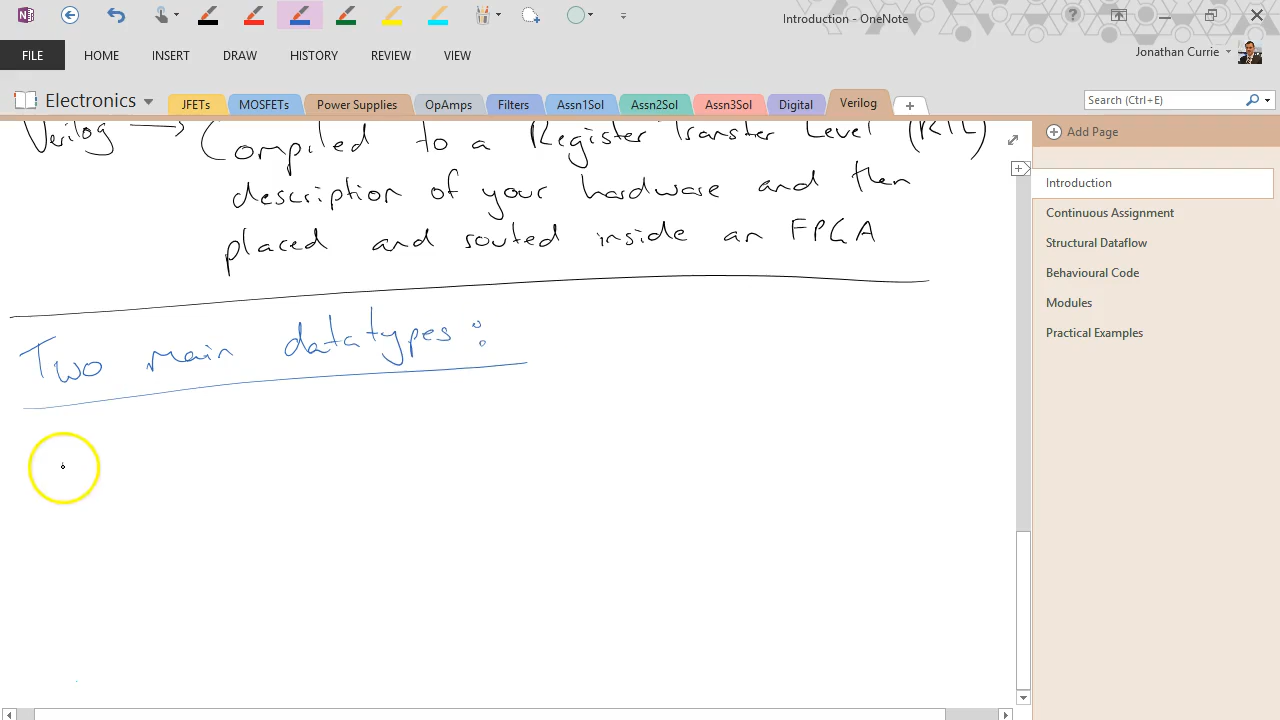 Introduction - OneNote
Jonathan Currie
FILE HOME INSERT DRAW HISTORY REVIEW VIEW
Electronics JFETs MOSFETs Power Supplies OpAmps Filters Assn1Sol Assn2Sol Assn3Sol Digital Verilog
Search (Ctrl+E)
Add Page
Introduction
Continuous Assignment
Structural Dataflow
Behavioural Code
Modules
Practical Examples
Verilog → Compiled to a Register Transfer Level (RTL)
description of your hardware and then
placed and routed inside an FPGA
Two main datatypes: